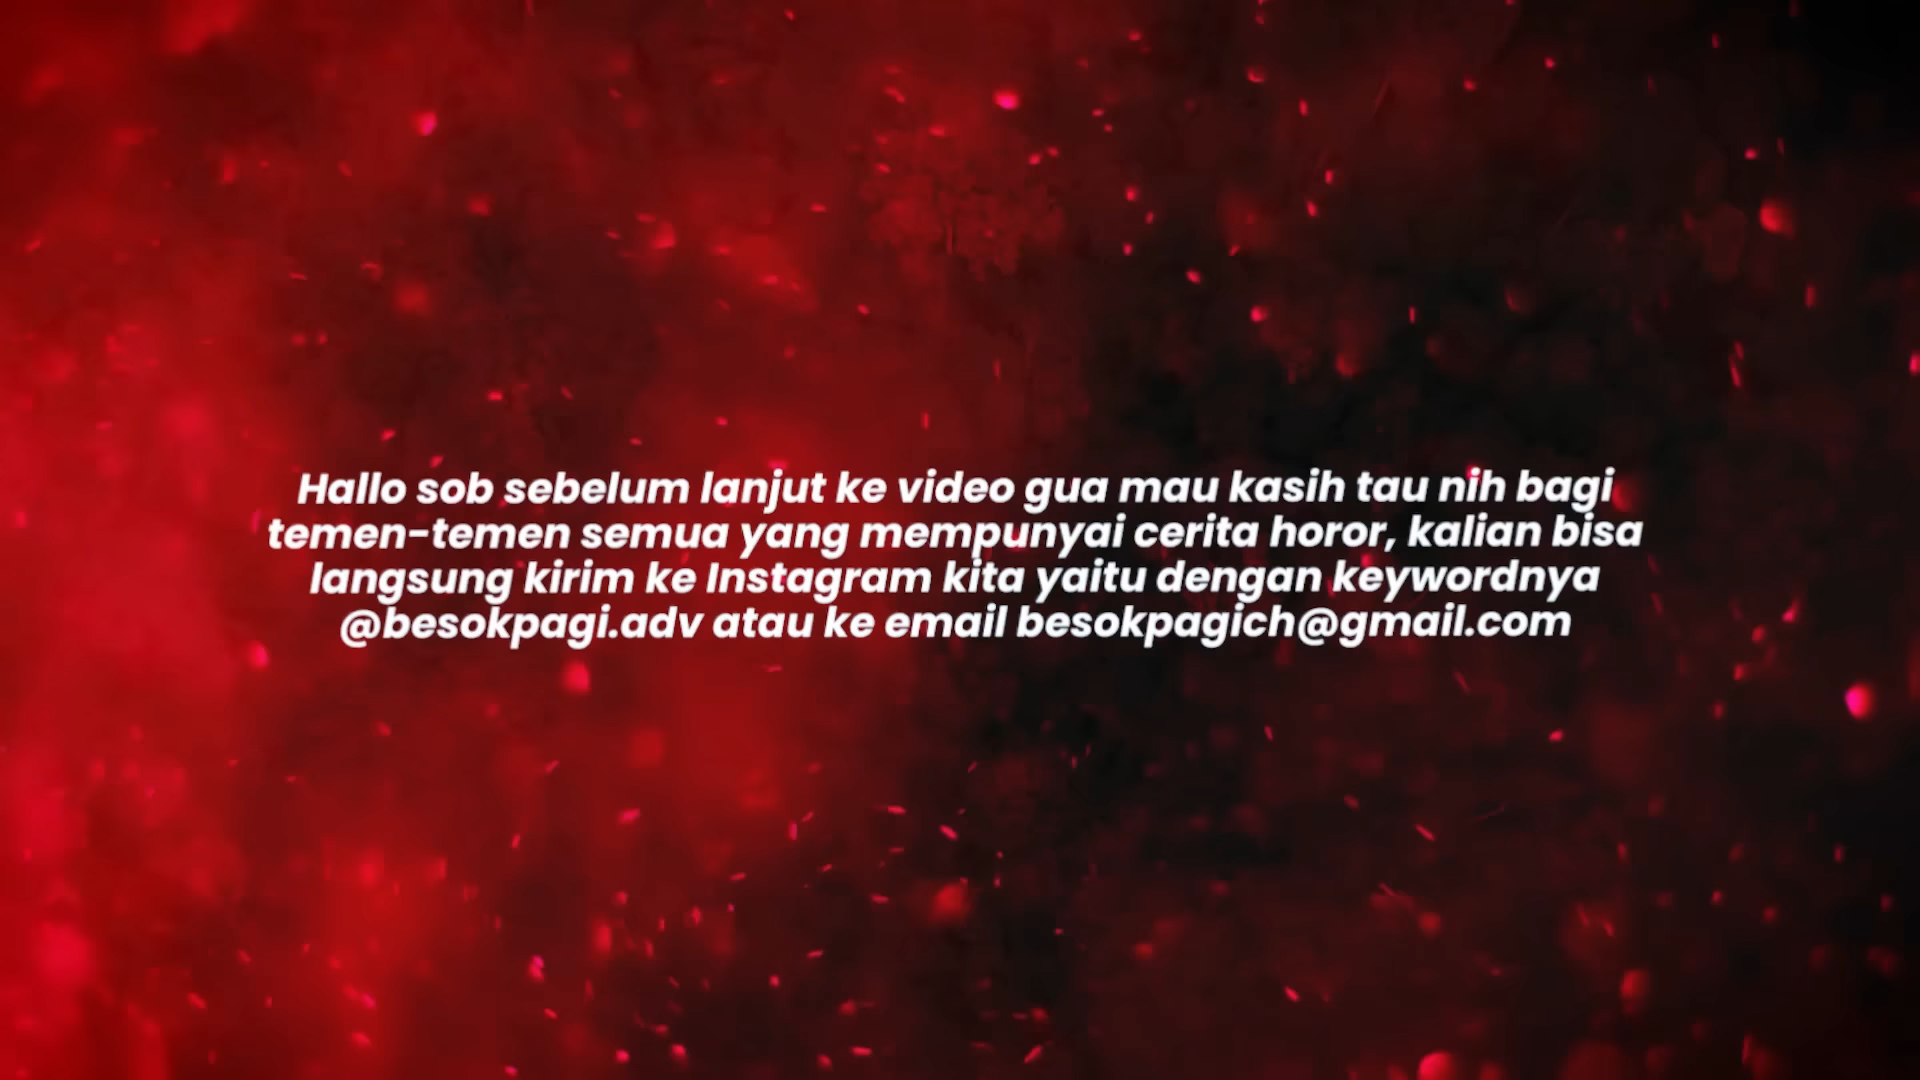 Hallo sob sebelum lanjut ke video gua mau kasih tau nih bagi
temen-temen semua yang mempunyai cerita horor, kalian bisa
langsung kirim ke Instagram kita yaitu dengan keywordnya
@besokpagi.adv atau ke email besokpagich@gmail.com